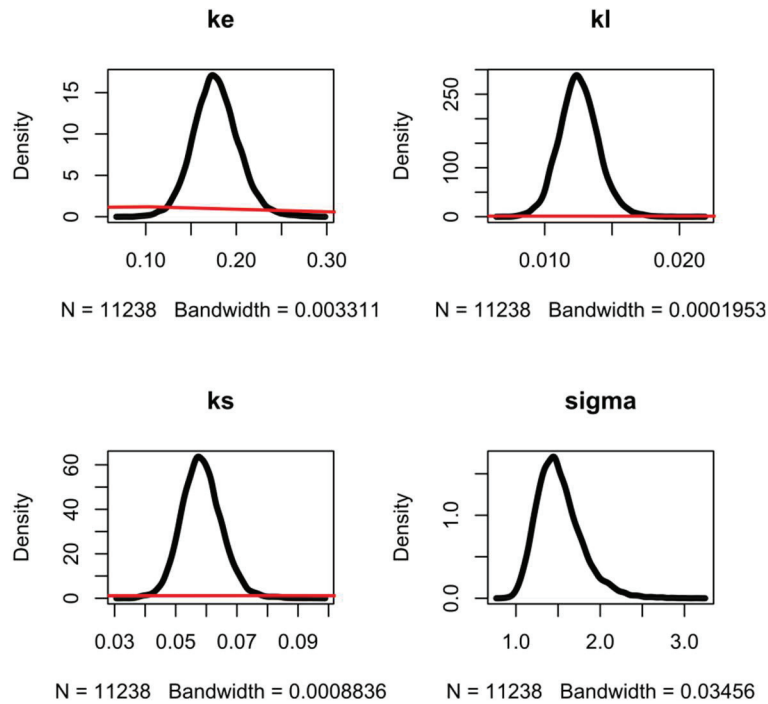 ke
kl
Density
15
10
5
0
0.10 0.20 0.30
N = 11238 Bandwidth = 0.003311
Density
250
100
0
0.010 0.020
N = 11238 Bandwidth = 0.0001953
ks
sigma
Density
60
40
20
0
0.03 0.05 0.07 0.09
N = 11238 Bandwidth = 0.0008836
Density
1.0
0.0
1.0 2.0 3.0
N = 11238 Bandwidth = 0.03456